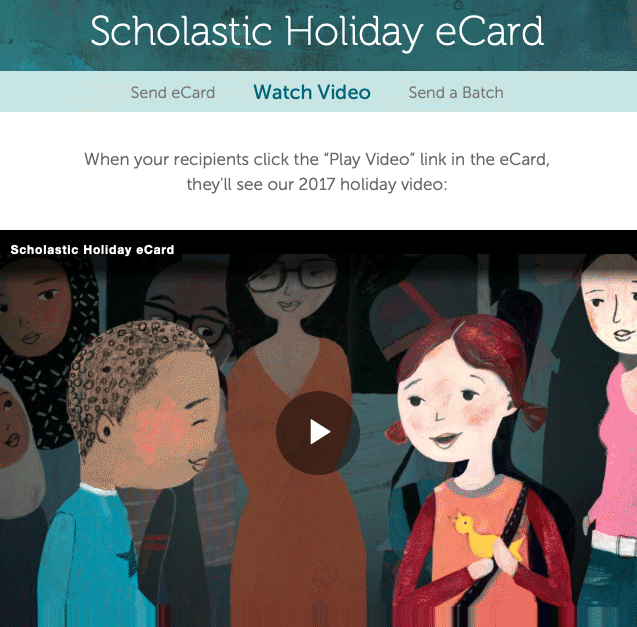 Scholastic Holiday eCard
Send eCard Watch Video Send a Batch
When your recipients click the “Play Video” link in the eCard,
they'll see our 2017 holiday video:
Scholastic Holiday eCard